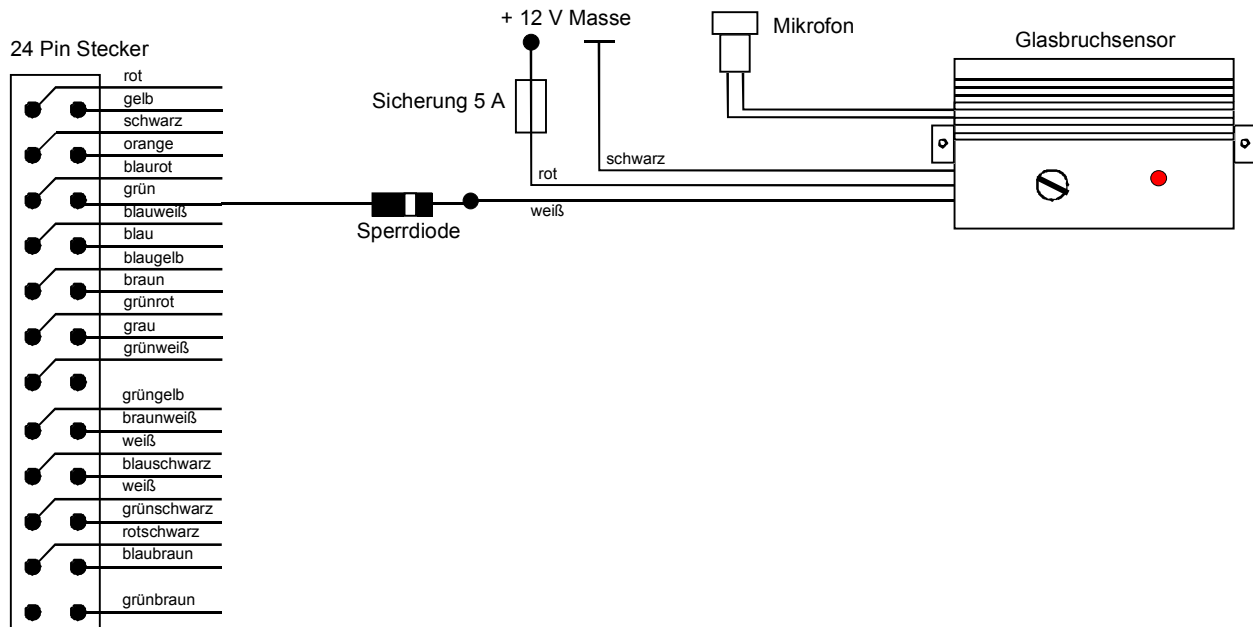 24 Pin Stecker
rot
gelb
schwarz
orange
blaurot
grün
blauweiß
blau
blaugelb
braun
grünrot
grau
grünweiß
grüngelb
braunweiß
weiß
blauschwarz
weiß
grünschwarz
rotschwarz
blaubraun
grünbraun
+ 12 V Masse
Sicherung 5 A
schwarz
rot
weiß
Sperrdiode
Mikrofon
Glasbruchsensor